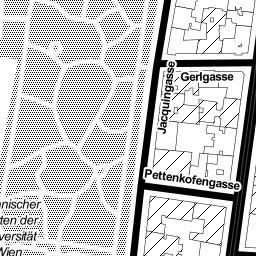 Gerlgasse
Jacquingasse
Pettenkofengasse
nischer
ten der
versität
Wien